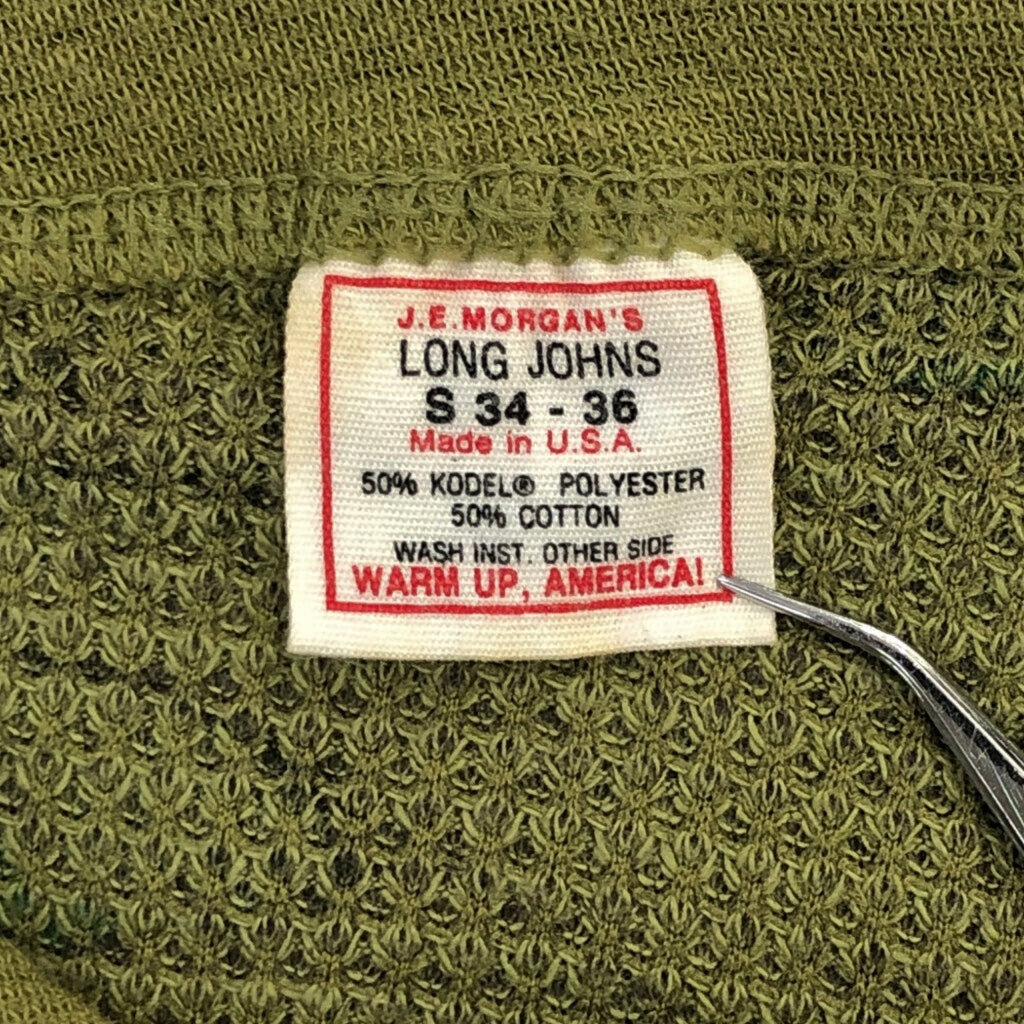 J.E.MORGAN'S
LONG JOHNS
S 34 - 36
Made in U.S.A.
50% KODEL® POLYESTER
50% COTTON
WASH INST. OTHER SIDE
WARM UP, AMERICA!